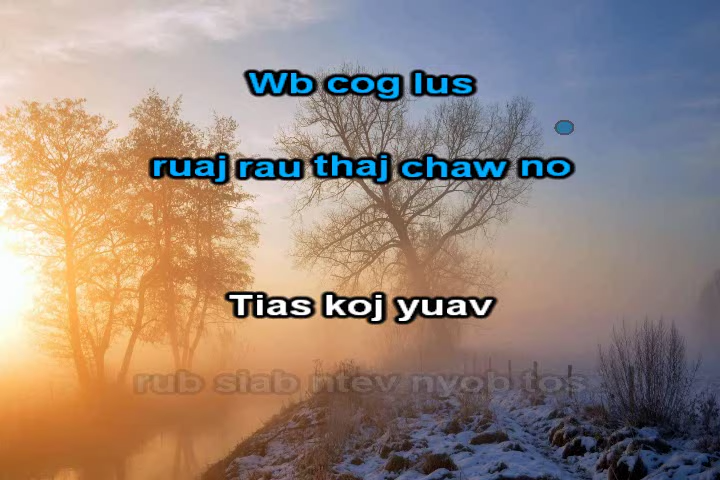 Wb cog lus
ruaj rau thaj chaw no
Tias koj yuav
rub siab ntev nyob tos